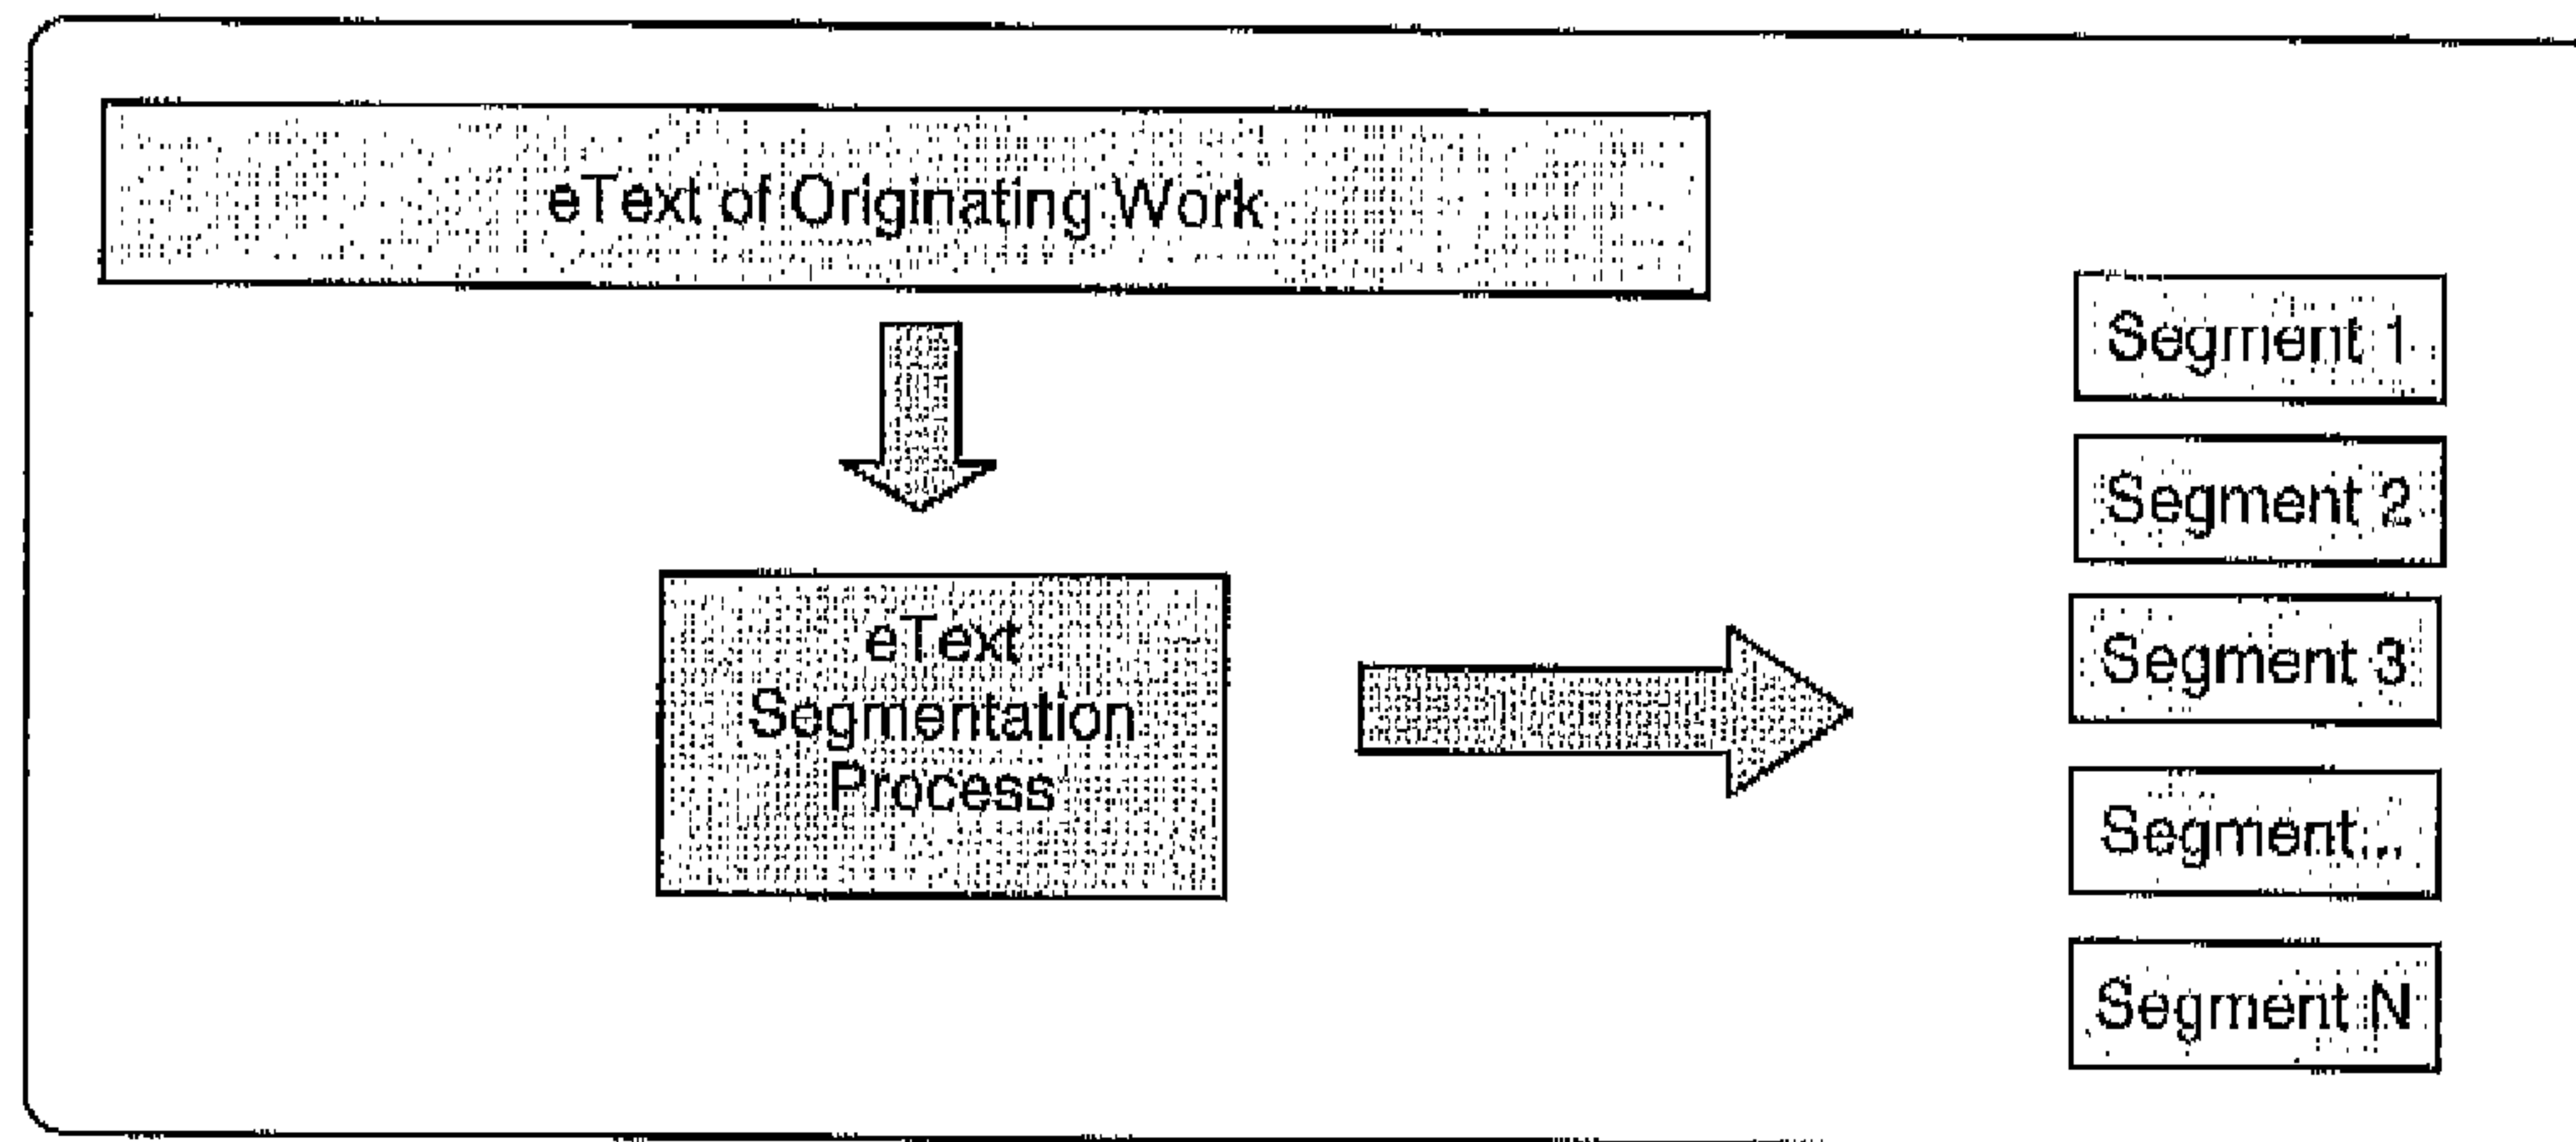 eText of Originating Work
eText
Segmentation
Process
Segment 1
Segment 2
Segment 3
Segment...
Segment N